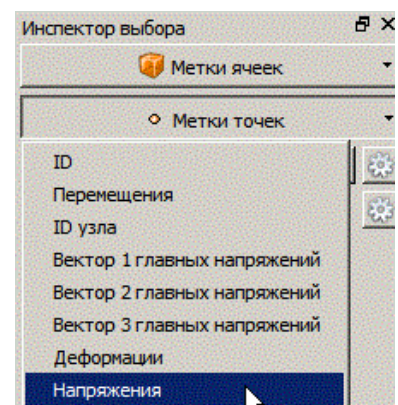 Инспектор выбора
Метки ячеек
Метки точек
ID
Перемещения
ID узла
Вектор 1 главных напряжений
Вектор 2 главных напряжений
Вектор 3 главных напряжений
Деформации
Напряжения